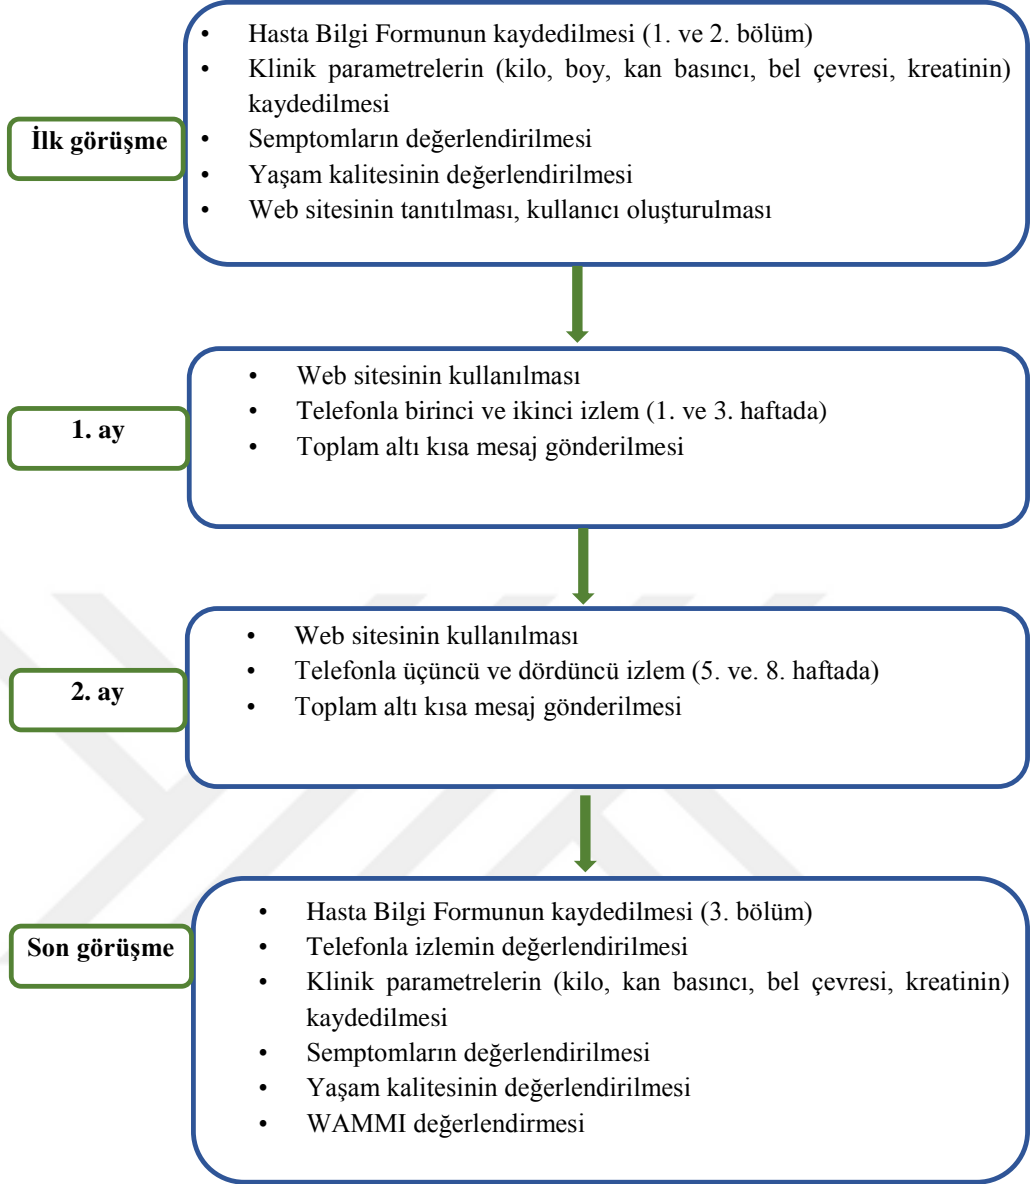 • Hasta Bilgi Formunun kaydedilmesi (1. ve 2. bölüm)
• Klinik parametrelerin (kilo, boy, kan basıncı, bel çevresi, kreatinin)
kaydedilmesi
İlk görüşme
• Semptomların değerlendirilmesi
• Yaşam kalitesinin değerlendirilmesi
• Web sitesinin tanıtılması, kullanıcı oluşturulması
• Web sitesinin kullanılması
• Telefonla birinci ve ikinci izlem (1. ve 3. haftada)
1. ay
• Toplam altı kısa mesaj gönderilmesi
• Web sitesinin kullanılması
• Telefonla üçüncü ve dördüncü izlem (5. ve. 8. haftada)
2. ay
• Toplam altı kısa mesaj gönderilmesi
• Hasta Bilgi Formunun kaydedilmesi (3. bölüm)
Son görüşme
• Telefonla izlemin değerlendirilmesi
• Klinik parametrelerin (kilo, kan basıncı, bel çevresi, kreatinin)
kaydedilmesi
• Semptomların değerlendirilmesi
• Yaşam kalitesinin değerlendirilmesi
• WAMMI değerlendirmesi